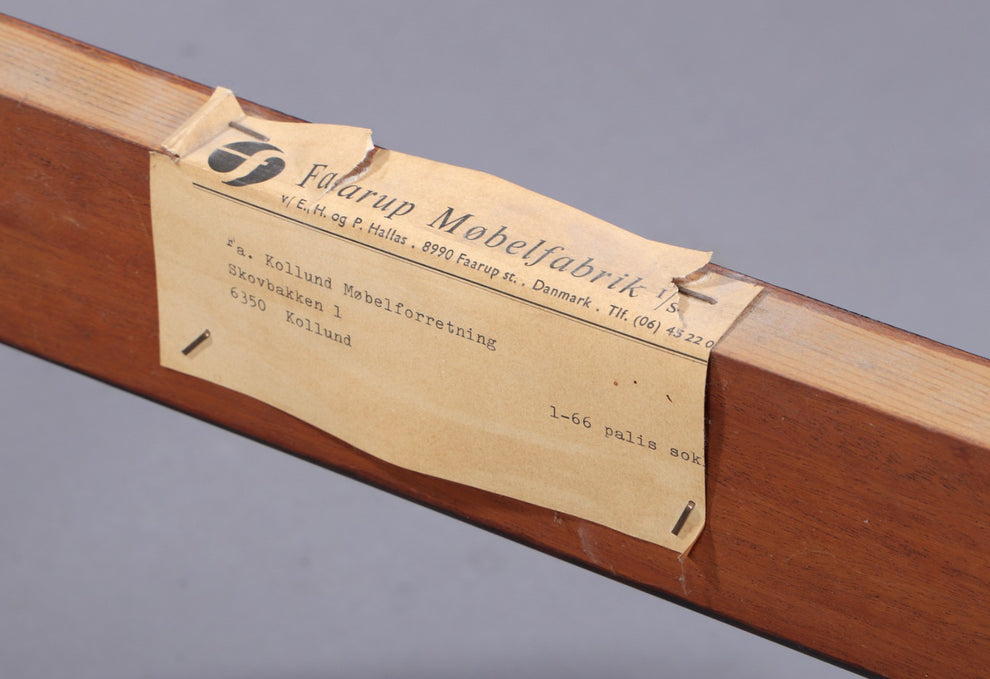 Faarup Møbelfabrik i/s
v/ E., H. og P. Hallas . 8990 Faarup st. . Danmark . Tlf. (06) 45 22 0
Fa. Kollund Møbelforretning
Skovbakken 1
6350 Kollund
1-66 palis sok